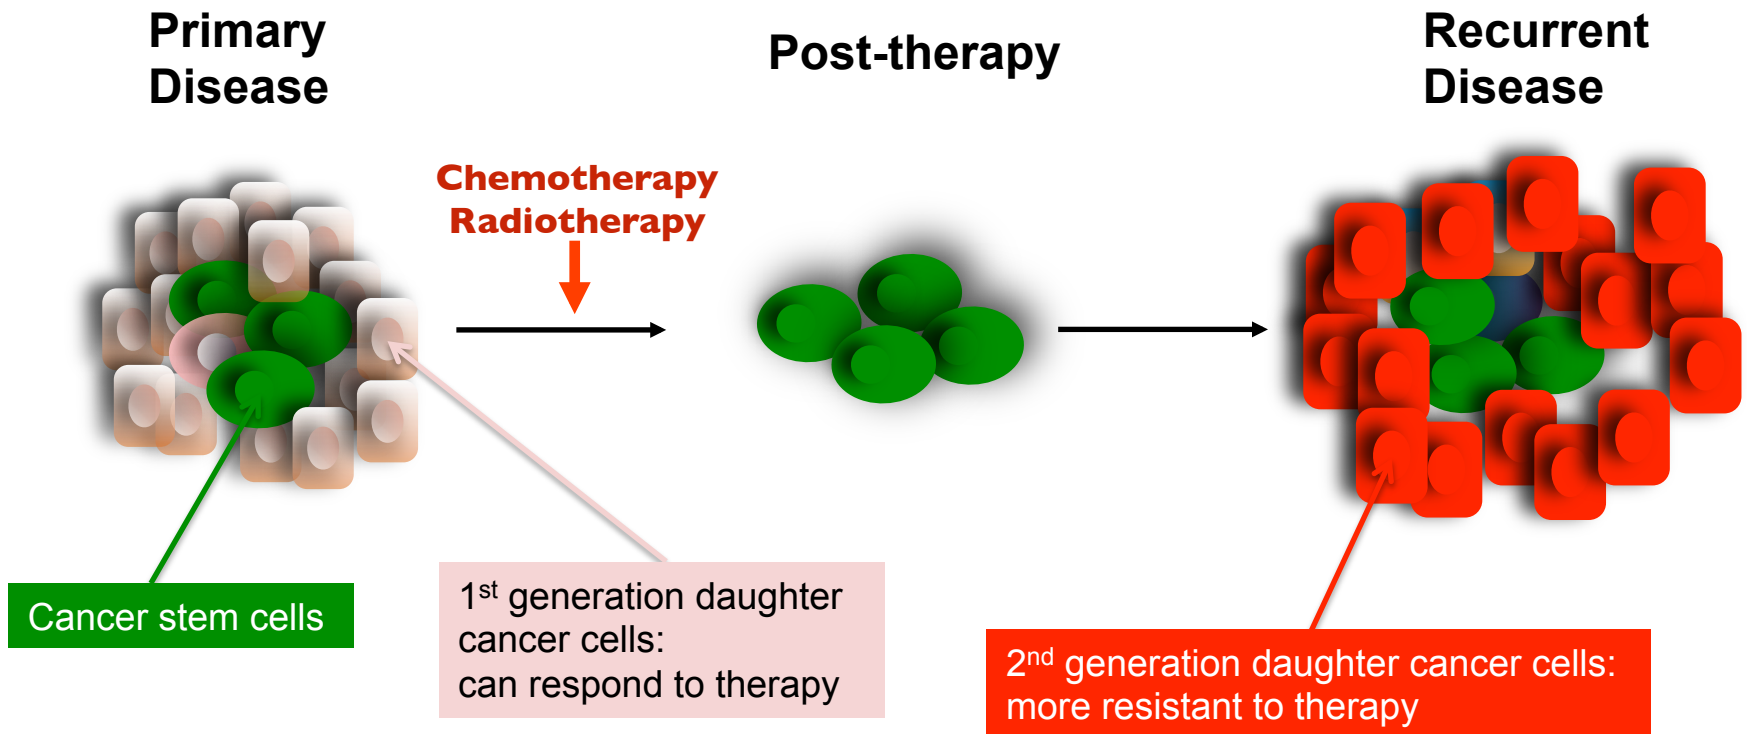 Primary
Disease
Post-therapy
Recurrent
Disease
Chemotherapy
Radiotherapy
Cancer stem cells
1st generation daughter
cancer cells:
can respond to therapy
2nd generation daughter cancer cells:
more resistant to therapy